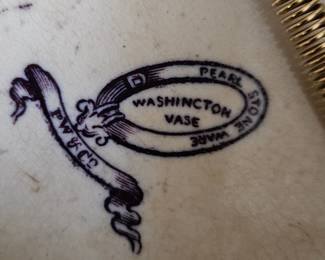 PEARL STONE WARE
WASHINGTON
VASE
P.W & CO